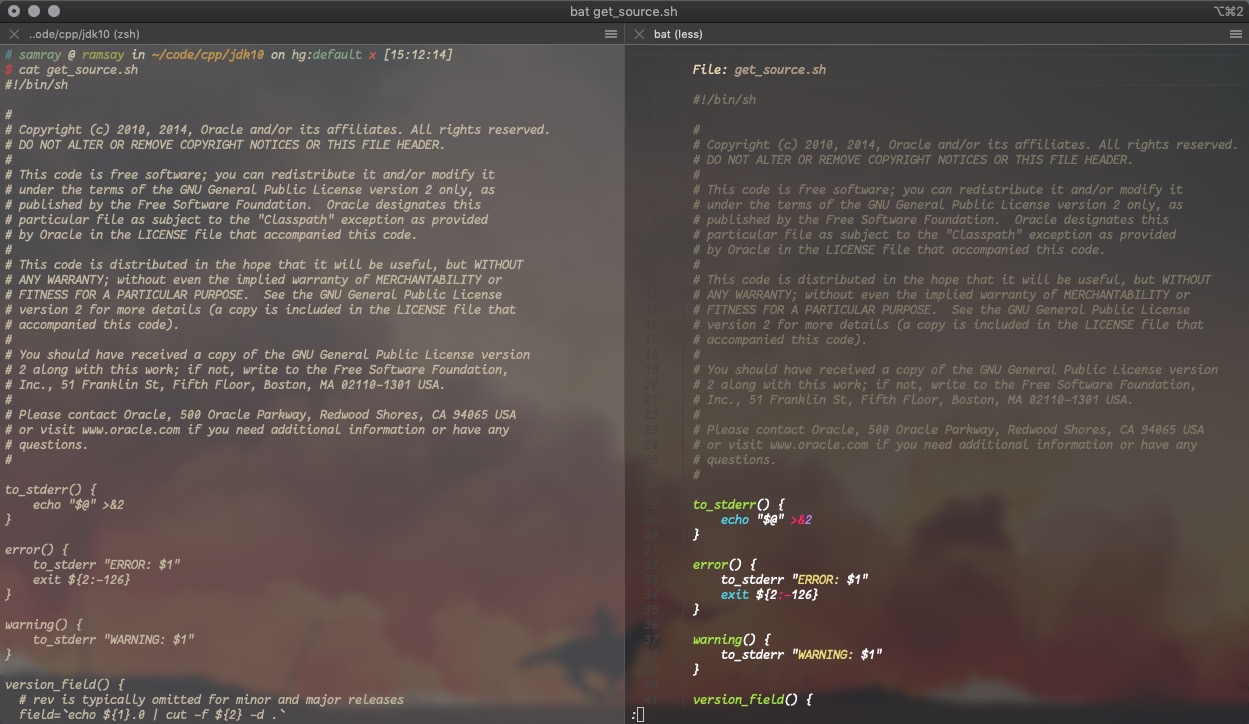 bat get_source.sh
⌥⌘2
..ode/cpp/jdk10 (zsh)
# samray @ ramsay in ~/code/cpp/jdk10 on hg:default x [15:12:14]
$ cat get_source.sh
#!/bin/sh
#
# Copyright (c) 2010, 2014, Oracle and/or its affiliates. All rights reserved.
# DO NOT ALTER OR REMOVE COPYRIGHT NOTICES OR THIS FILE HEADER.
#
# This code is free software; you can redistribute it and/or modify it
# under the terms of the GNU General Public License version 2 only, as
# published by the Free Software Foundation.  Oracle designates this
# particular file as subject to the "Classpath" exception as provided
# by Oracle in the LICENSE file that accompanied this code.
#
# This code is distributed in the hope that it will be useful, but WITHOUT
# ANY WARRANTY; without even the implied warranty of MERCHANTABILITY or
# FITNESS FOR A PARTICULAR PURPOSE.  See the GNU General Public License
# version 2 for more details (a copy is included in the LICENSE file that
# accompanied this code).
#
# You should have received a copy of the GNU General Public License version
# 2 along with this work; if not, write to the Free Software Foundation,
# Inc., 51 Franklin St, Fifth Floor, Boston, MA 02110-1301 USA.
#
# Please contact Oracle, 500 Oracle Parkway, Redwood Shores, CA 94065 USA
# or visit www.oracle.com if you need additional information or have any
# questions.
#
to_stderr() {
    echo "$@" >&2
}
error() {
    to_stderr "ERROR: $1"
    exit ${2:-126}
}
warning() {
    to_stderr "WARNING: $1"
}
version_field() {
  # rev is typically omitted for minor and major releases
  field=`echo ${1}.0 | cut -f ${2} -d .`
bat (less)
File: get_source.sh
#!/bin/sh
#
# Copyright (c) 2010, 2014, Oracle and/or its affiliates. All rights reserved.
# DO NOT ALTER OR REMOVE COPYRIGHT NOTICES OR THIS FILE HEADER.
#
# This code is free software; you can redistribute it and/or modify it
# under the terms of the GNU General Public License version 2 only, as
# published by the Free Software Foundation.  Oracle designates this
# particular file as subject to the "Classpath" exception as provided
# by Oracle in the LICENSE file that accompanied this code.
#
# This code is distributed in the hope that it will be useful, but WITHOUT
# ANY WARRANTY; without even the implied warranty of MERCHANTABILITY or
# FITNESS FOR A PARTICULAR PURPOSE.  See the GNU General Public License
# version 2 for more details (a copy is included in the LICENSE file that
17 # accompanied this code).
18 #
19 # You should have received a copy of the GNU General Public License version
20 # 2 along with this work; if not, write to the Free Software Foundation,
21 # Inc., 51 Franklin St, Fifth Floor, Boston, MA 02110-1301 USA.
22 #
23 # Please contact Oracle, 500 Oracle Parkway, Redwood Shores, CA 94065 USA
24 # or visit www.oracle.com if you need additional information or have any
25 # questions.
#
28 to_stderr() {
29     echo "$@" >&2
30 }
31
32 error() {
33     to_stderr "ERROR: $1"
34     exit ${2:-126}
35 }
36
37 warning() {
    to_stderr "WARNING: $1"
}
41 version_field() {
: